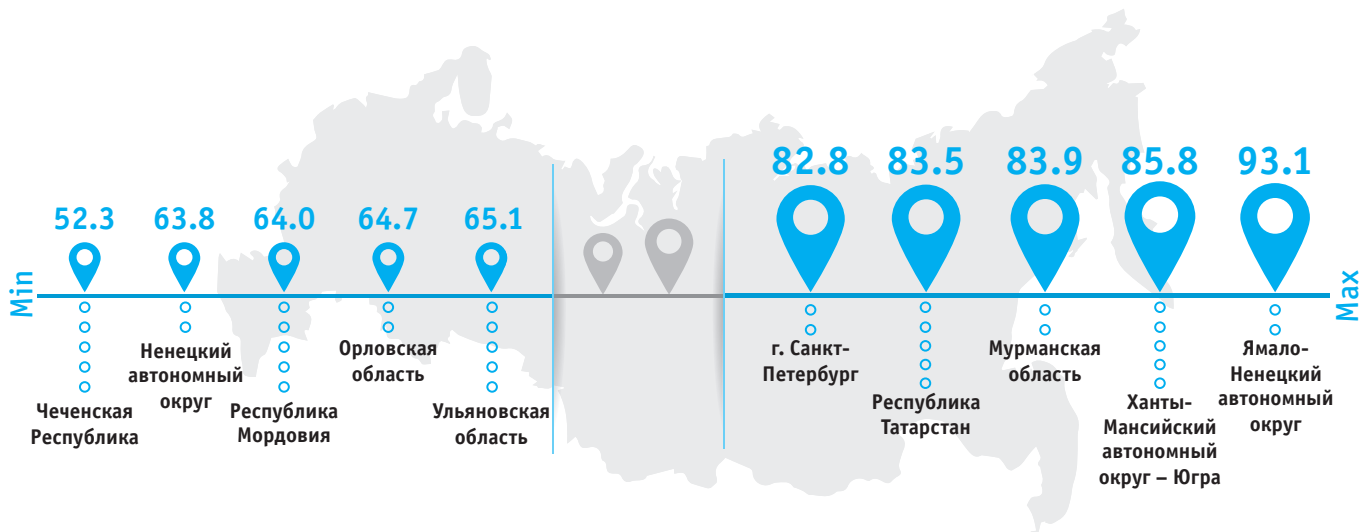 82.8
83.5
83.9
85.8
93.1
52.3
63.8
64.0
64.7
65.1
Min
Max
Чеченская
Республика
Ненецкий
автономный
округ
Республика
Мордовия
Орловская
область
Ульяновская
область
г. Санкт-
Петербург
Республика
Татарстан
Мурманская
область
Ханты-
Мансийский
автономный
округ – Югра
Ямало-
Ненецкий
автономный
округ